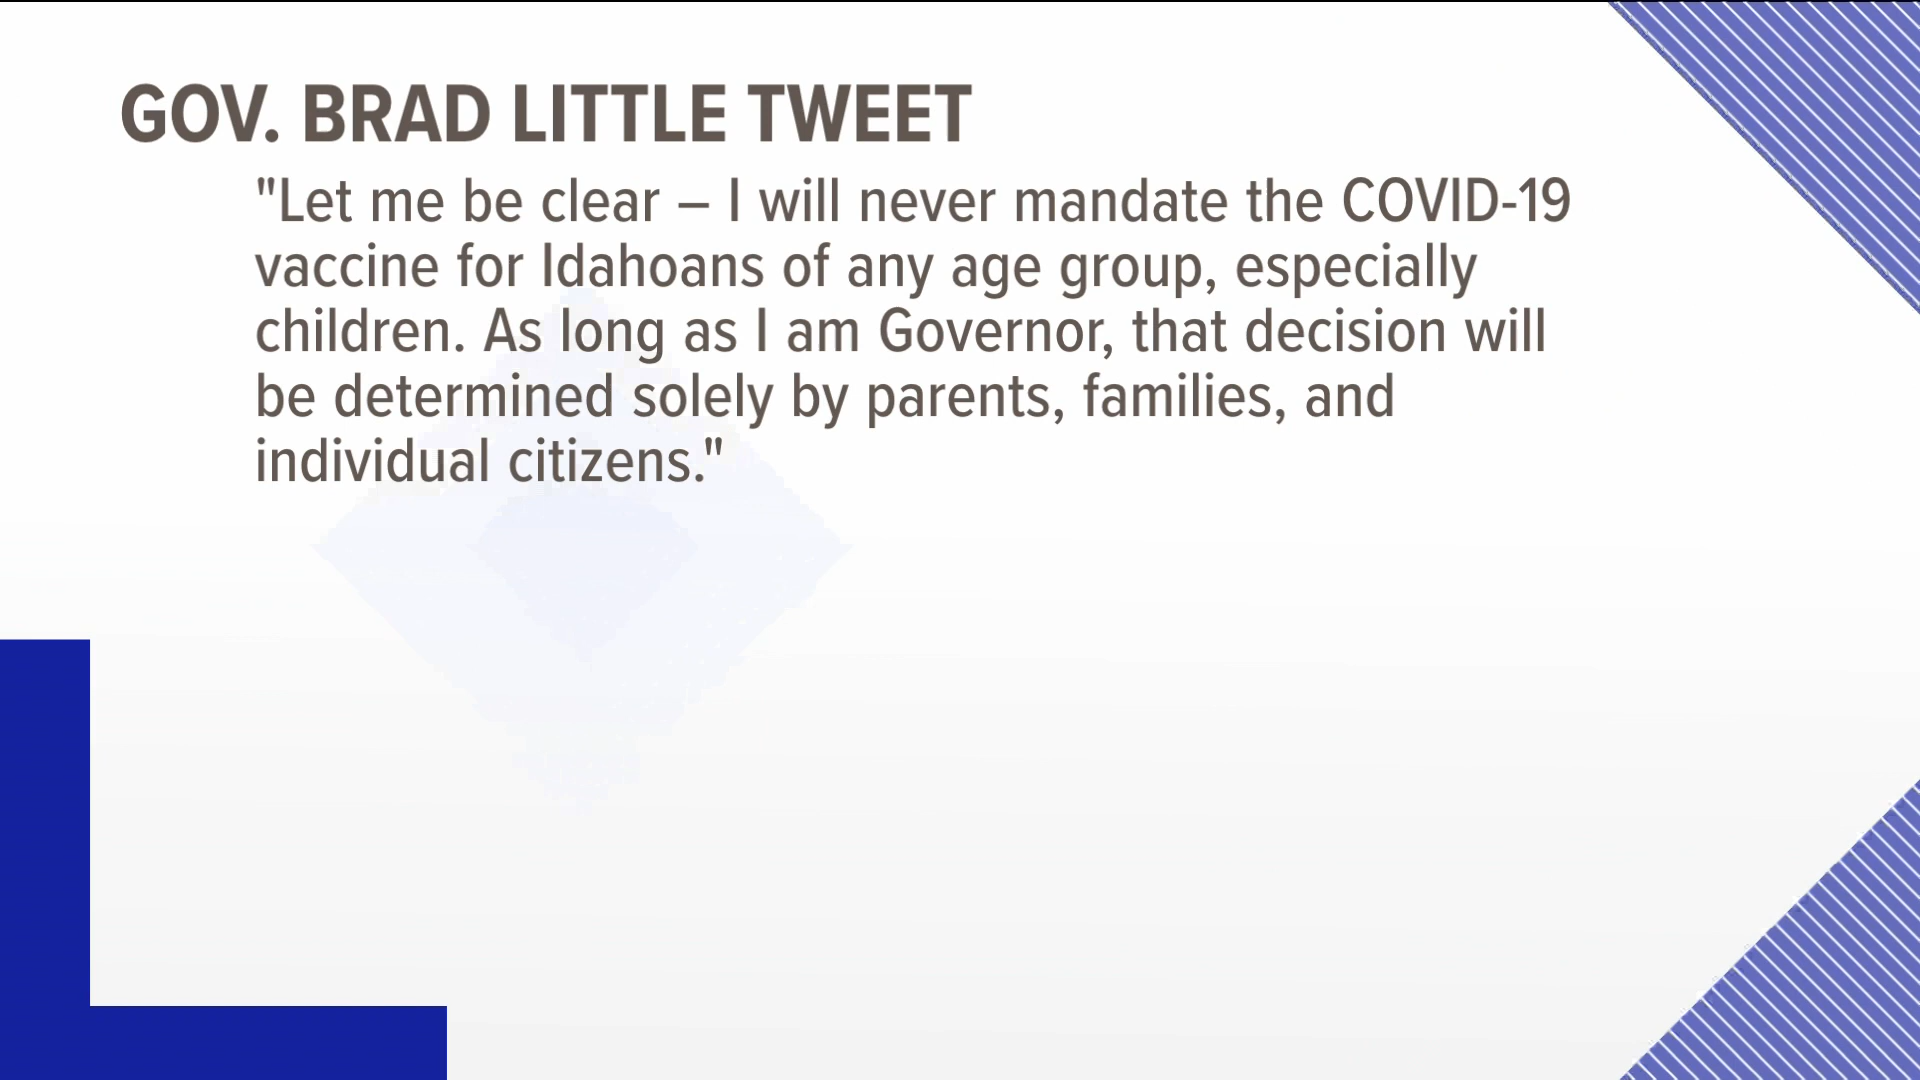 GOV. BRAD LITTLE TWEET
"Let me be clear – I will never mandate the COVID-19
vaccine for Idahoans of any age group, especially
children. As long as I am Governor, that decision will
be determined solely by parents, families, and
individual citizens."